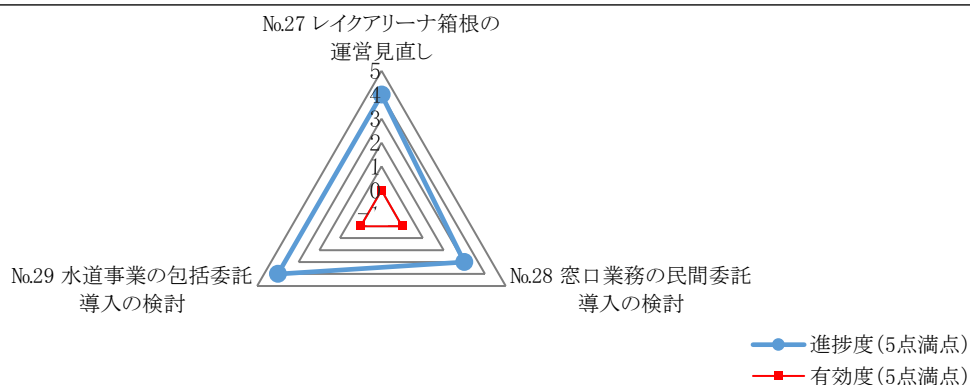 №27 レイクアリーナ箱根の
運営見直し
5
4
3
2
1
0
№29 水道事業の包括委託
導入の検討
№28 窓口業務の民間委託
導入の検討
進捗度(5点満点)
有効度(5点満点)